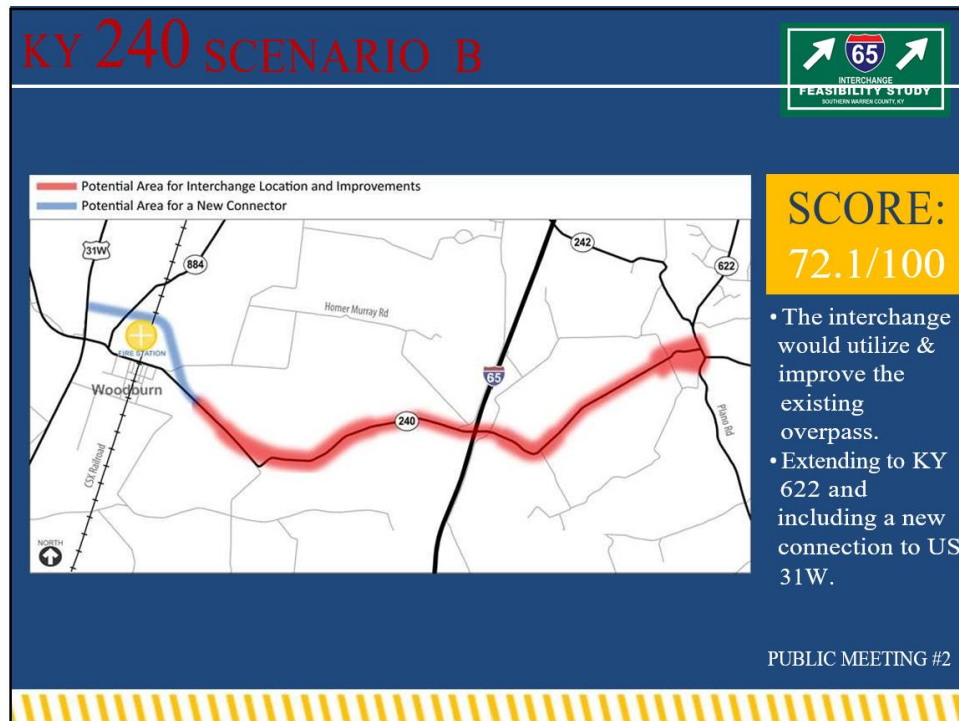 KY 240 SCENARIO B
65
INTERCHANGE
FEASIBILITY STUDY
SOUTHERN WARREN COUNTY, KY
Potential Area for Interchange Location and Improvements
Potential Area for a New Connector
31W
884
242
622
Homer Murray Rd
FIRE STATION
Woodburn
65
240
Plano Rd
CSX Railroad
NORTH
SCORE:
72.1/100
• The interchange
would utilize &
improve the
existing
overpass.
• Extending to KY
622 and
including a new
connection to US
31W.
PUBLIC MEETING #2